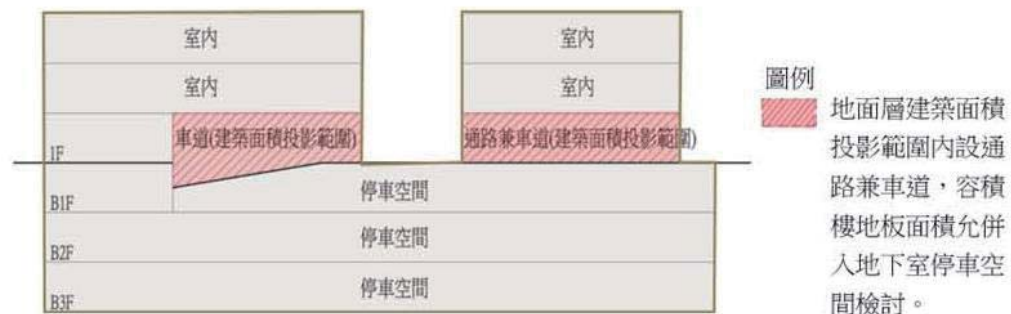 室內
室內
室內
室內
1F
車道(建築面積投影範圍)
通路兼車道(建築面積投影範圍)
B1F
停車空間
B2F
停車空間
B3F
停車空間
圖例
地面層建築面積
投影範圍內設通
路兼車道，容積
樓地板面積允併
入地下室停車空
間檢討。